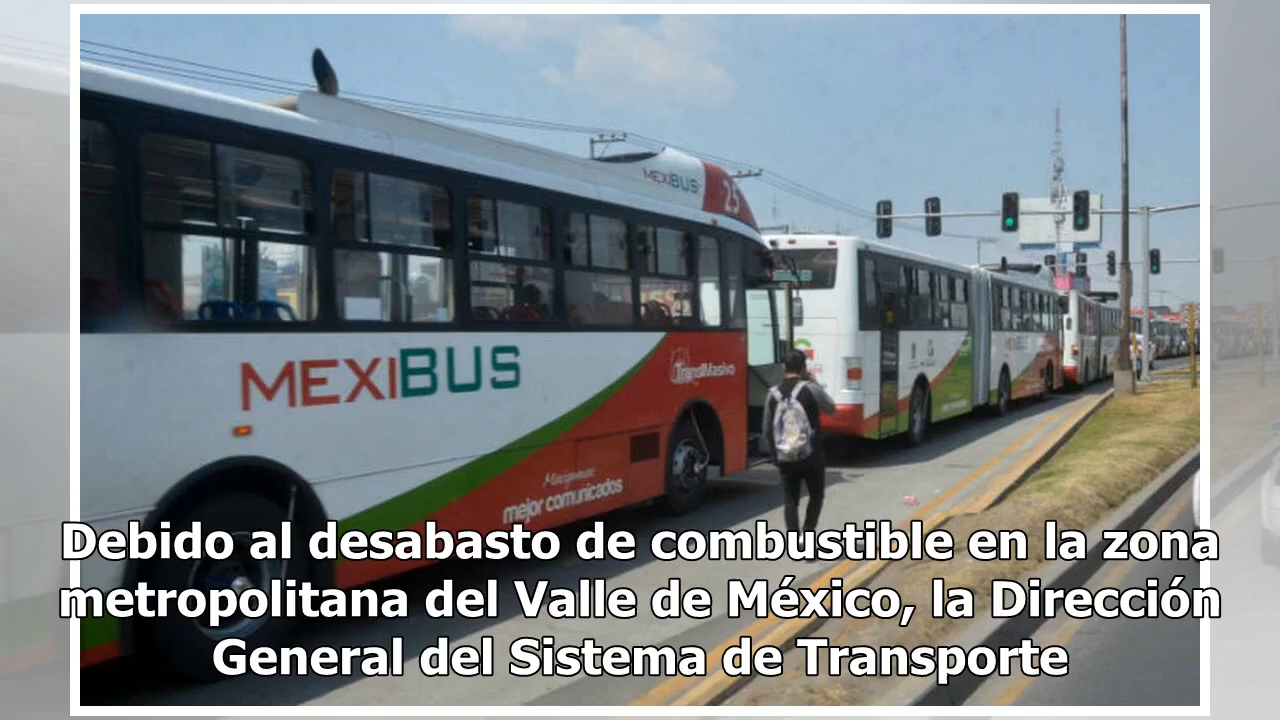 MEXIBUS
25
MEXIBUS
TransMasivo
mejor comunicados
Debido al desabasto de combustible en la zona
metropolitana del Valle de México, la Dirección
General del Sistema de Transporte